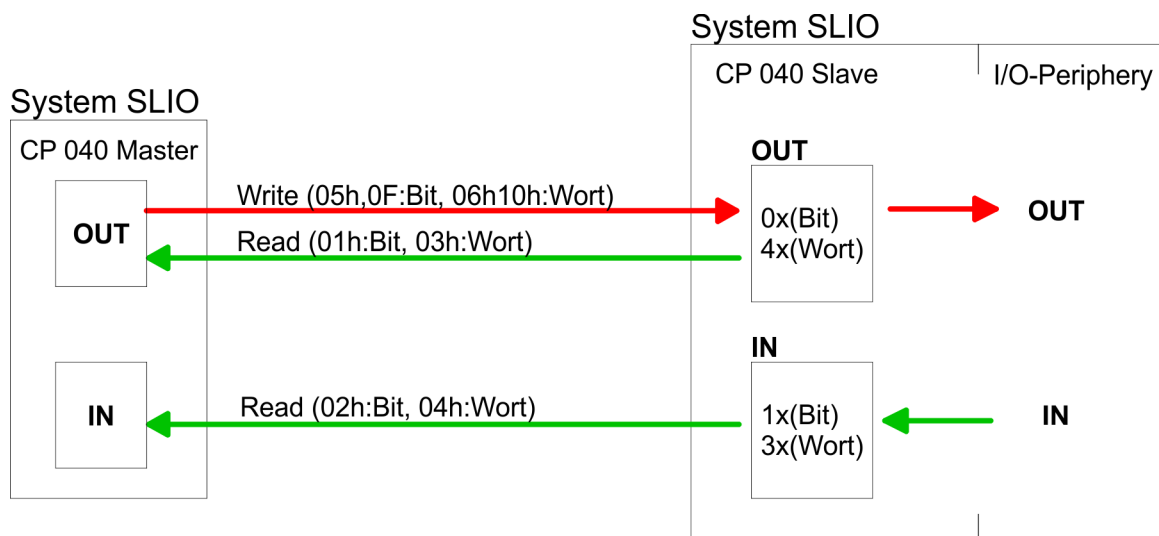 System SLIO
CP 040 Master
OUT
IN
Write (05h,0F:Bit, 06h10h:Wort)
Read (01h:Bit, 03h:Wort)
Read (02h:Bit, 04h:Wort)
System SLIO
CP 040 Slave
I/O-Periphery
OUT
0x(Bit)
4x(Wort)
OUT
IN
1x(Bit)
3x(Wort)
IN